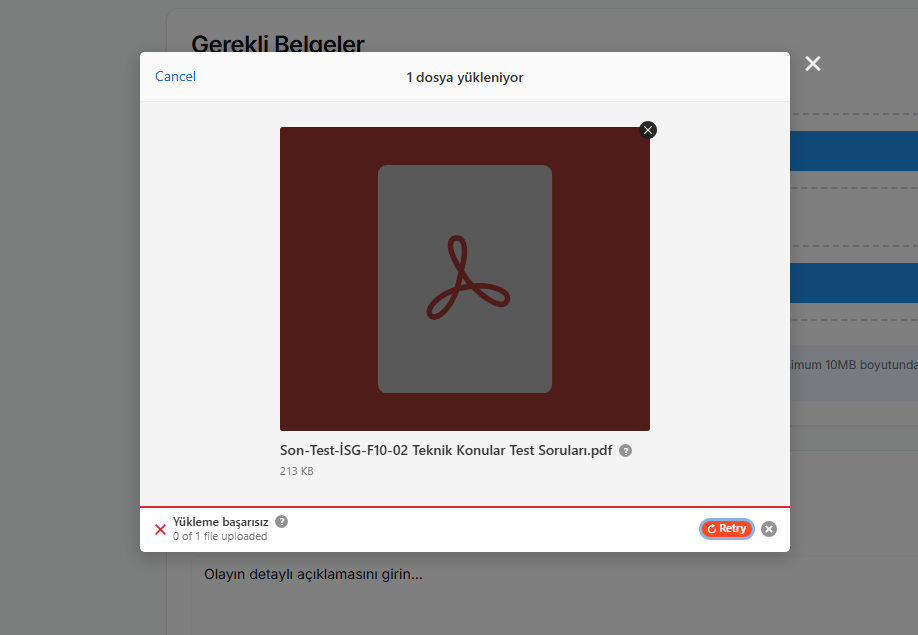 Gerekli Belgeler
Cancel
1 dosya yükleniyor
imum 10MB boyutunda
Son-Test-İSG-F10-02 Teknik Konular Test Soruları.pdf
213 KB
Yükleme başarısız
0 of 1 file uploaded
Retry
Olayın detaylı açıklamasını girin...